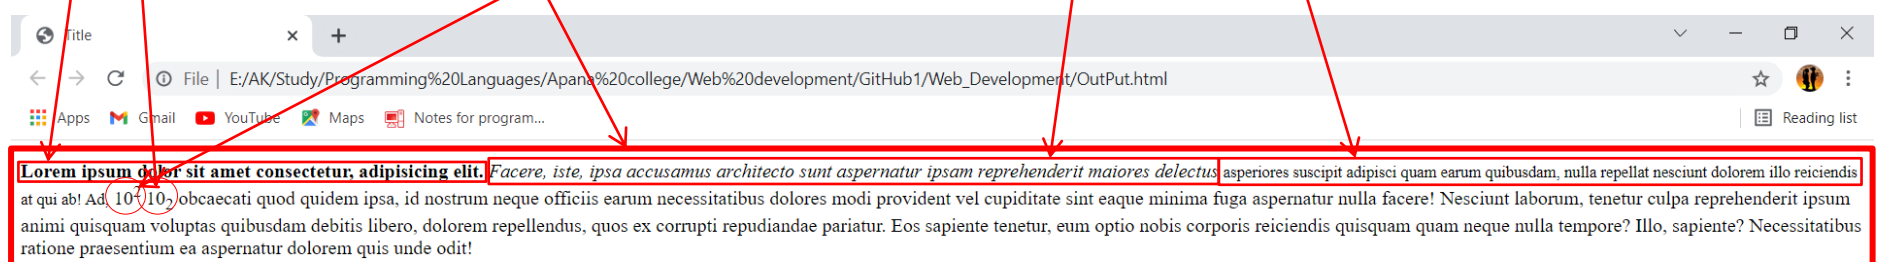 Title
File | E:/AK/Study/Programming%20Languages/Apana%20college/Web%20development/GitHub1/Web_Development/OutPut.html
Apps Gmail YouTube Maps Notes for program... Reading list
Lorem ipsum dolor sit amet consectetur, adipisicing elit. Facere, iste, ipsa accusamus architecto sunt aspernatur ipsam reprehenderit maiores delectus asperiores suscipit adipisci quam earum quibusdam, nulla repellat nesciunt dolorem illo reiciendis
at qui ab! Ad, 10² 10₂ obcaecati quod quidem ipsa, id nostrum neque officiis earum necessitatibus dolores modi provident vel cupiditate sint eaque minima fuga aspernatur nulla facere! Nesciunt laborum, tenetur culpa reprehenderit ipsum
animi quisquam voluptas quibusdam debitis libero, dolorem repellendus, quos ex corrupti repudiandae pariatur. Eos sapiente tenetur, eum optio nobis corporis reiciendis quisquam quam neque nulla tempore? Illo, sapiente? Necessitatibus
ratione praesentium ea aspernatur dolorem quis unde odit!